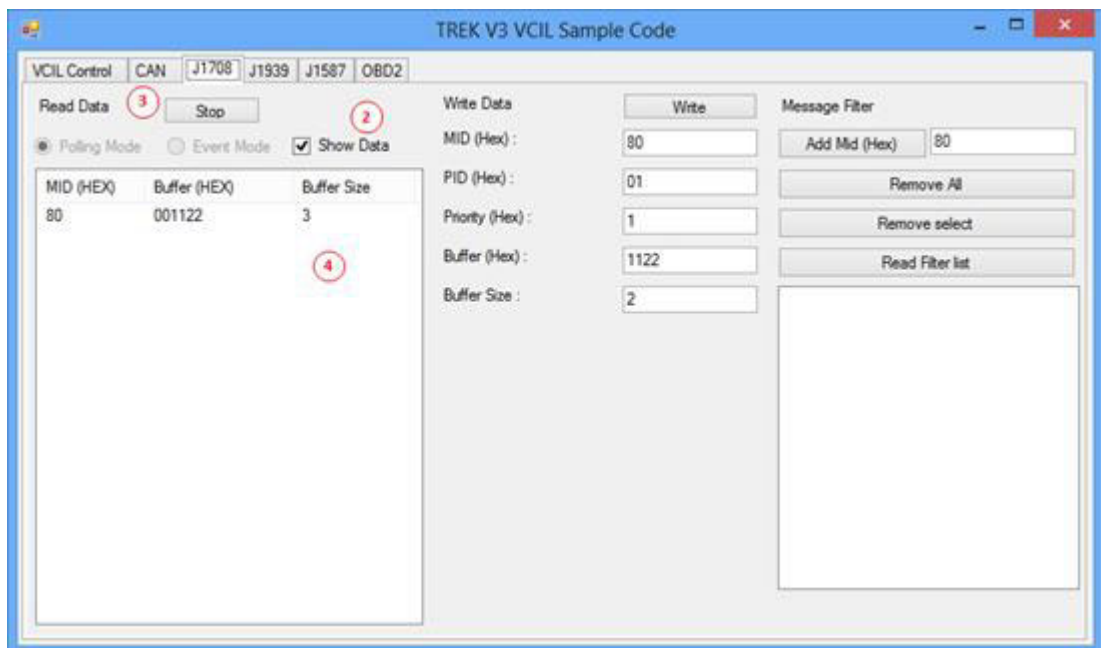 TREK V3 VCIL Sample Code
VCIL Control CAN J1708 J1939 J1587 OBD2
Read Data 3 Stop 2
Polling Mode Event Mode Show Data
MID (HEX) Buffer (HEX) Buffer Size
80 001122 3
4
Write Data Write
MID (Hex) : 80
PID (Hex) : 01
Priority (Hex) : 1
Buffer (Hex) : 1122
Buffer Size : 2
Message Filter
Add Mid (Hex) 80
Remove All
Remove select
Read Filter list